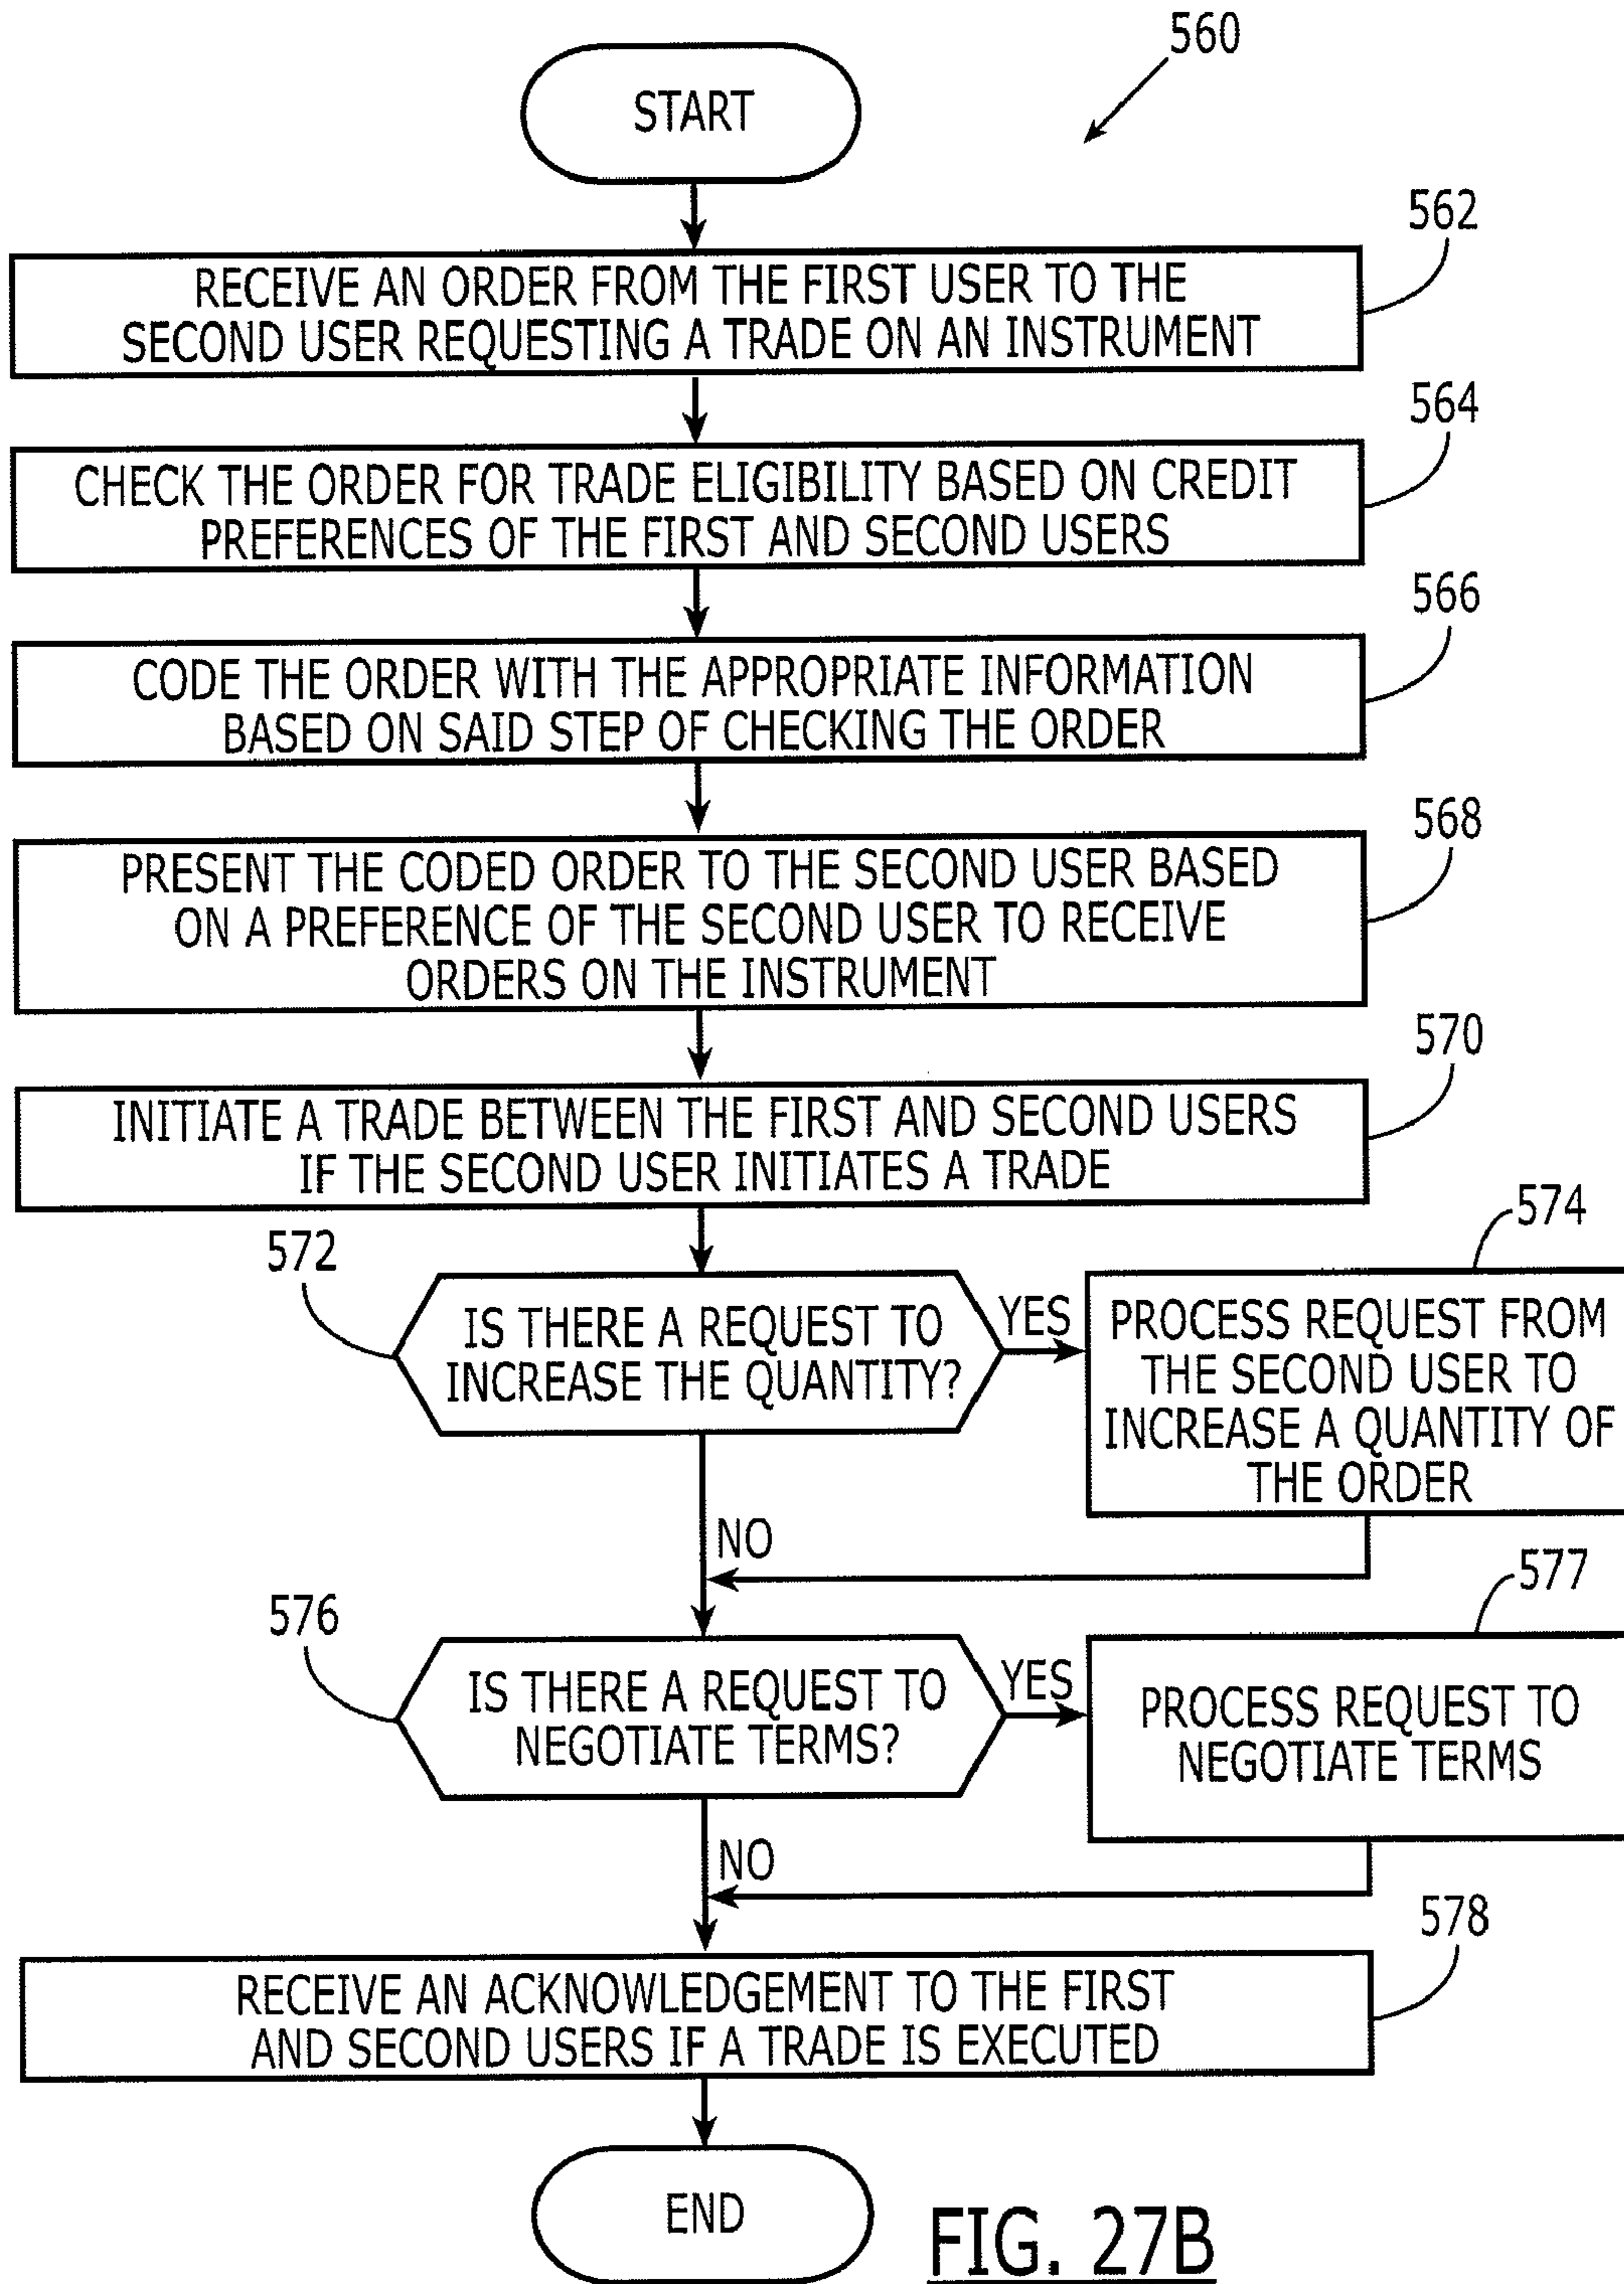 560
START
562
RECEIVE AN ORDER FROM THE FIRST USER TO THE
SECOND USER REQUESTING A TRADE ON AN INSTRUMENT
564
CHECK THE ORDER FOR TRADE ELIGIBILITY BASED ON CREDIT
PREFERENCES OF THE FIRST AND SECOND USERS
566
CODE THE ORDER WITH THE APPROPRIATE INFORMATION
BASED ON SAID STEP OF CHECKING THE ORDER
568
PRESENT THE CODED ORDER TO THE SECOND USER BASED
ON A PREFERENCE OF THE SECOND USER TO RECEIVE
ORDERS ON THE INSTRUMENT
570
INITIATE A TRADE BETWEEN THE FIRST AND SECOND USERS
IF THE SECOND USER INITIATES A TRADE
572
IS THERE A REQUEST TO
INCREASE THE QUANTITY?
YES
574
PROCESS REQUEST FROM
THE SECOND USER TO
INCREASE A QUANTITY OF
THE ORDER
NO
576
IS THERE A REQUEST TO
NEGOTIATE TERMS?
YES
577
PROCESS REQUEST TO
NEGOTIATE TERMS
NO
578
RECEIVE AN ACKNOWLEDGEMENT TO THE FIRST
AND SECOND USERS IF A TRADE IS EXECUTED
END
FIG. 27B